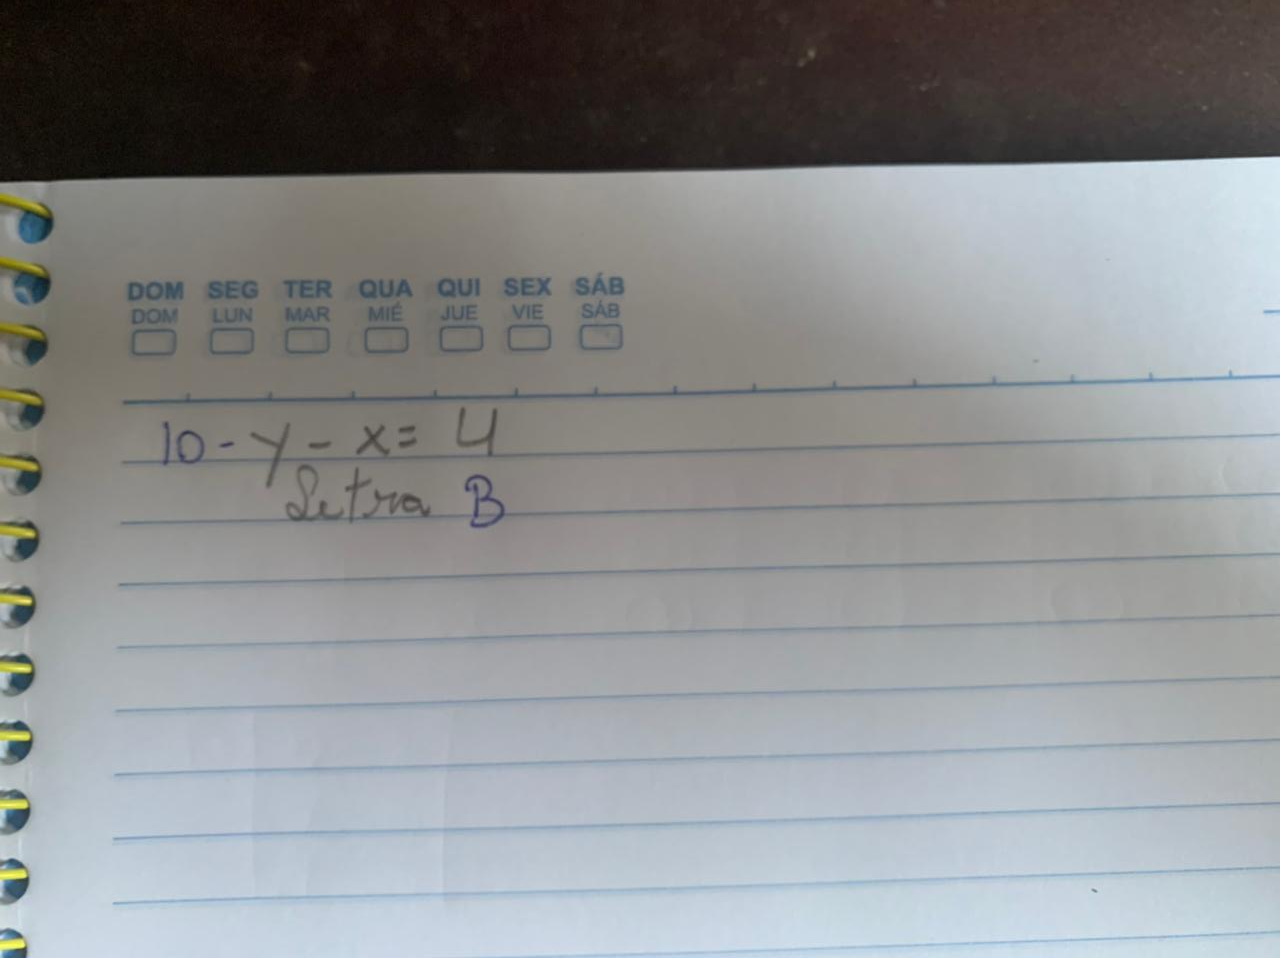 DOM SEG TER QUA QUI SEX SÁB
DOM LUN MAR MIÉ JUE VIE SÁB
10 - y - x = 4
Letra B